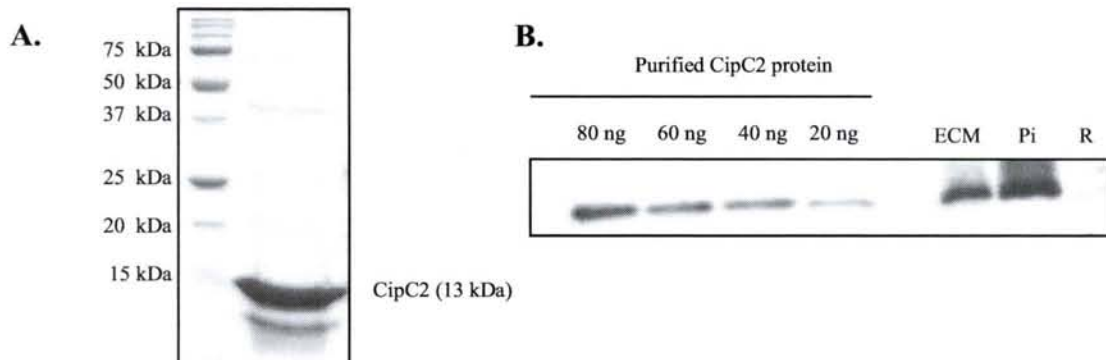 A.
75 kDa
50 kDa
37 kDa
25 kDa
20 kDa
15 kDa
CipC2 (13 kDa)
B.
Purified CipC2 protein
80 ng 60 ng 40 ng 20 ng ECM Pi R